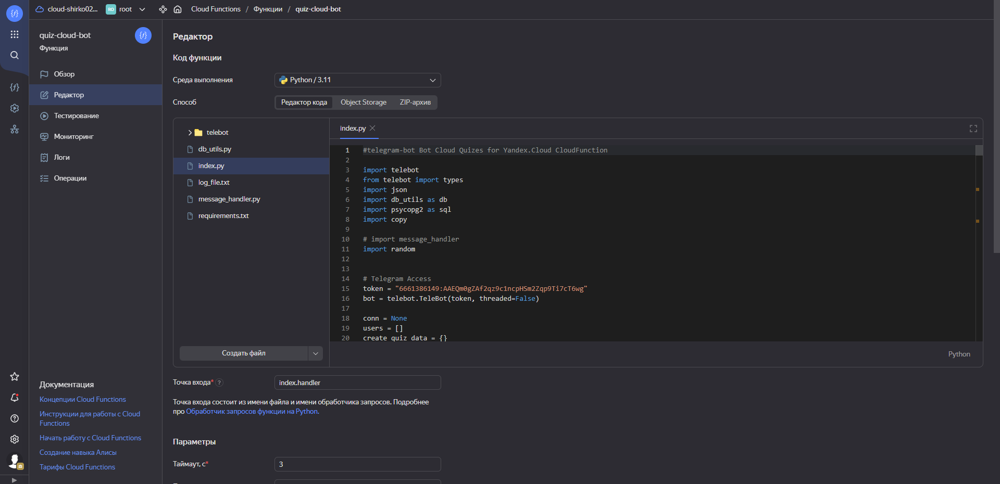 cloud-shirko02...
RO root
Cloud Functions / Функции / quiz-cloud-bot
quiz-cloud-bot
Функция
Обзор
Редактор
Тестирование
Мониторинг
Логи
Операции
Документация
Концепции Cloud Functions
Инструкции для работы с Cloud
Functions
Начать работу с Cloud Functions
Создание навыка Алисы
Тарифы Cloud Functions
Редактор
Код функции
Среда выполнения
Python / 3.11
Способ
Редактор кода
Object Storage
ZIP-архив
telebot
db_utils.py
index.py
log_file.txt
message_handler.py
requirements.txt
Создать файл
index.py
1 #telegram-bot Bot Cloud Quizes for Yandex.Cloud CloudFunction
2
3 import telebot
4 from telebot import types
5 import json
6 import db_utils as db
7 import psycopg2 as sql
8 import copy
9
10 # import message_handler
11 import random
12
13
14 # Telegram Access
15 token = "6661386149:AAEQm0gZAf2qz9c1ncpHSm2Zqp9Ti7cT6wg"
16 bot = telebot.TeleBot(token, threaded=False)
17
18 conn = None
19 users = []
20 create_quiz_data = {}
Python
Точка входа*
index.handler
Точка входа состоит из имени файла и имени обработчика запросов. Подробнее
про Обработчик запросов функции на Python.
Параметры
Таймаут, с*
3